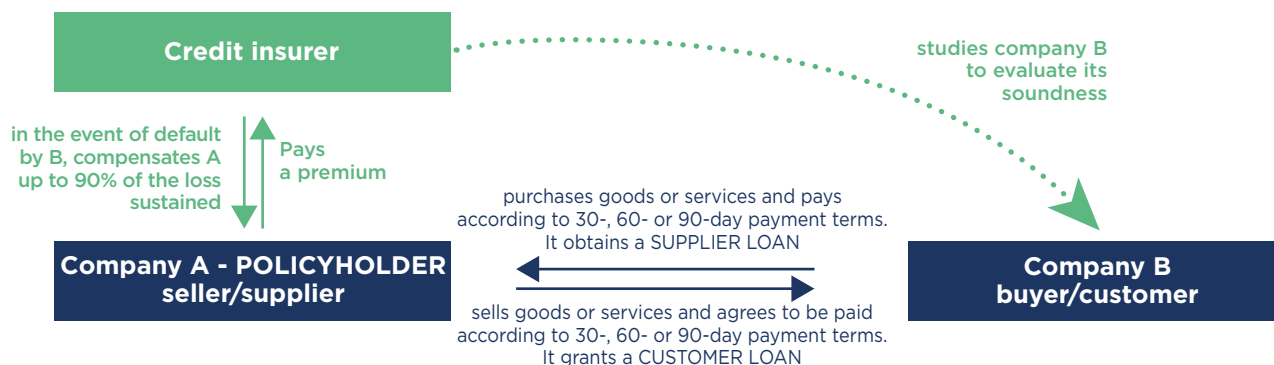 Credit insurer
studies company B
to evaluate its
soundness
in the event of default
by B, compensates A
up to 90% of the loss
sustained
Pays
a premium
purchases goods or services and pays
according to 30-, 60- or 90-day payment terms.
It obtains a SUPPLIER LOAN
Company A - POLICYHOLDER
seller/supplier
Company B
buyer/customer
sells goods or services and agrees to be paid
according to 30-, 60- or 90-day payment terms.
It grants a CUSTOMER LOAN